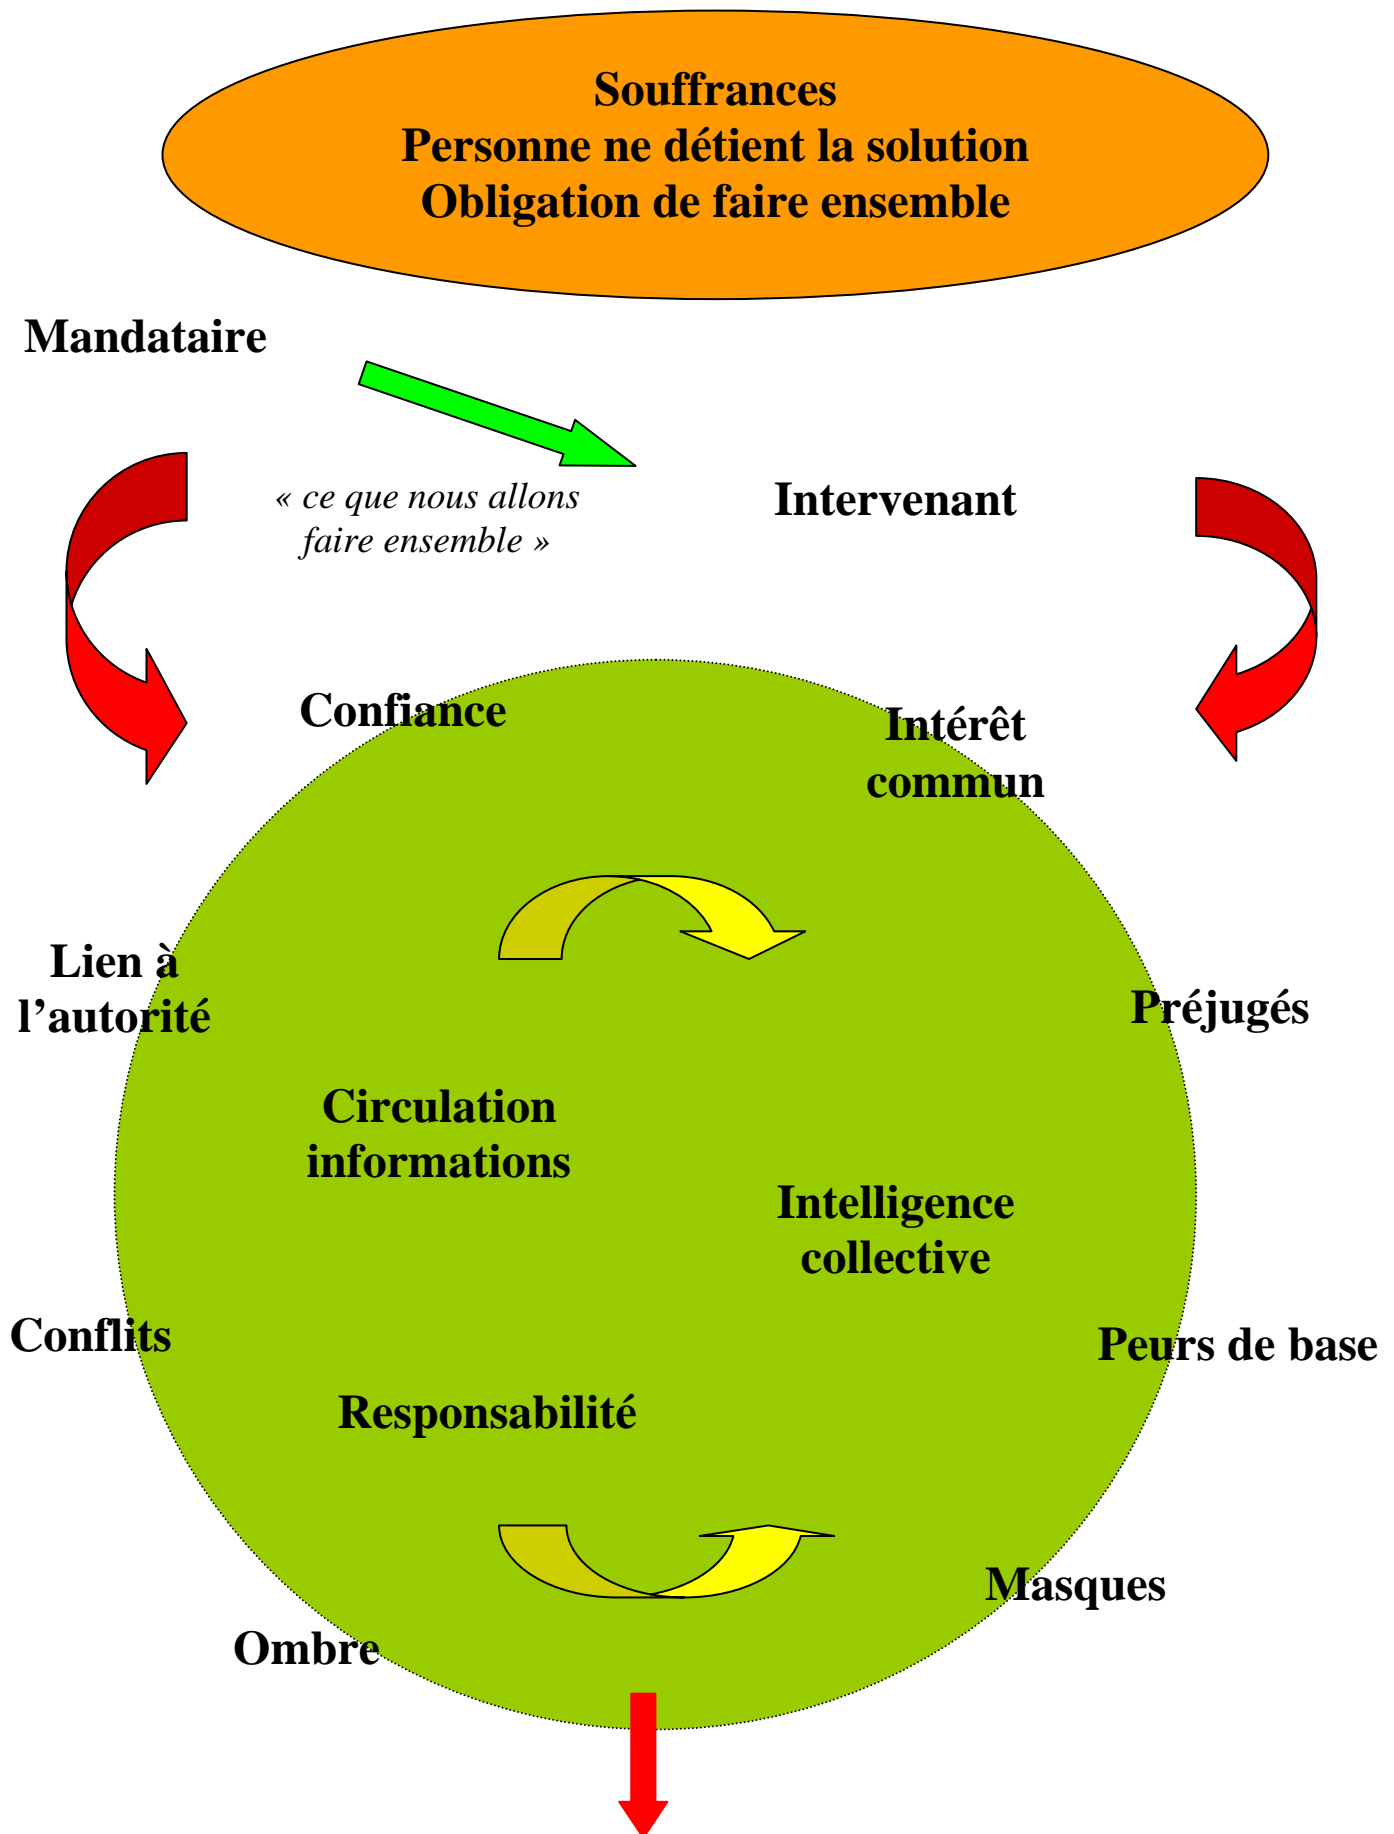 Souffrances
Personne ne détient la solution
Obligation de faire ensemble
Mandataire
« ce que nous allons
faire ensemble »
Intervenant
Confiance
Intérêt
commun
Lien à
l’autorité
Préjugés
Circulation
informations
Intelligence
collective
Conflits
Peurs de base
Responsabilité
Masques
Ombre